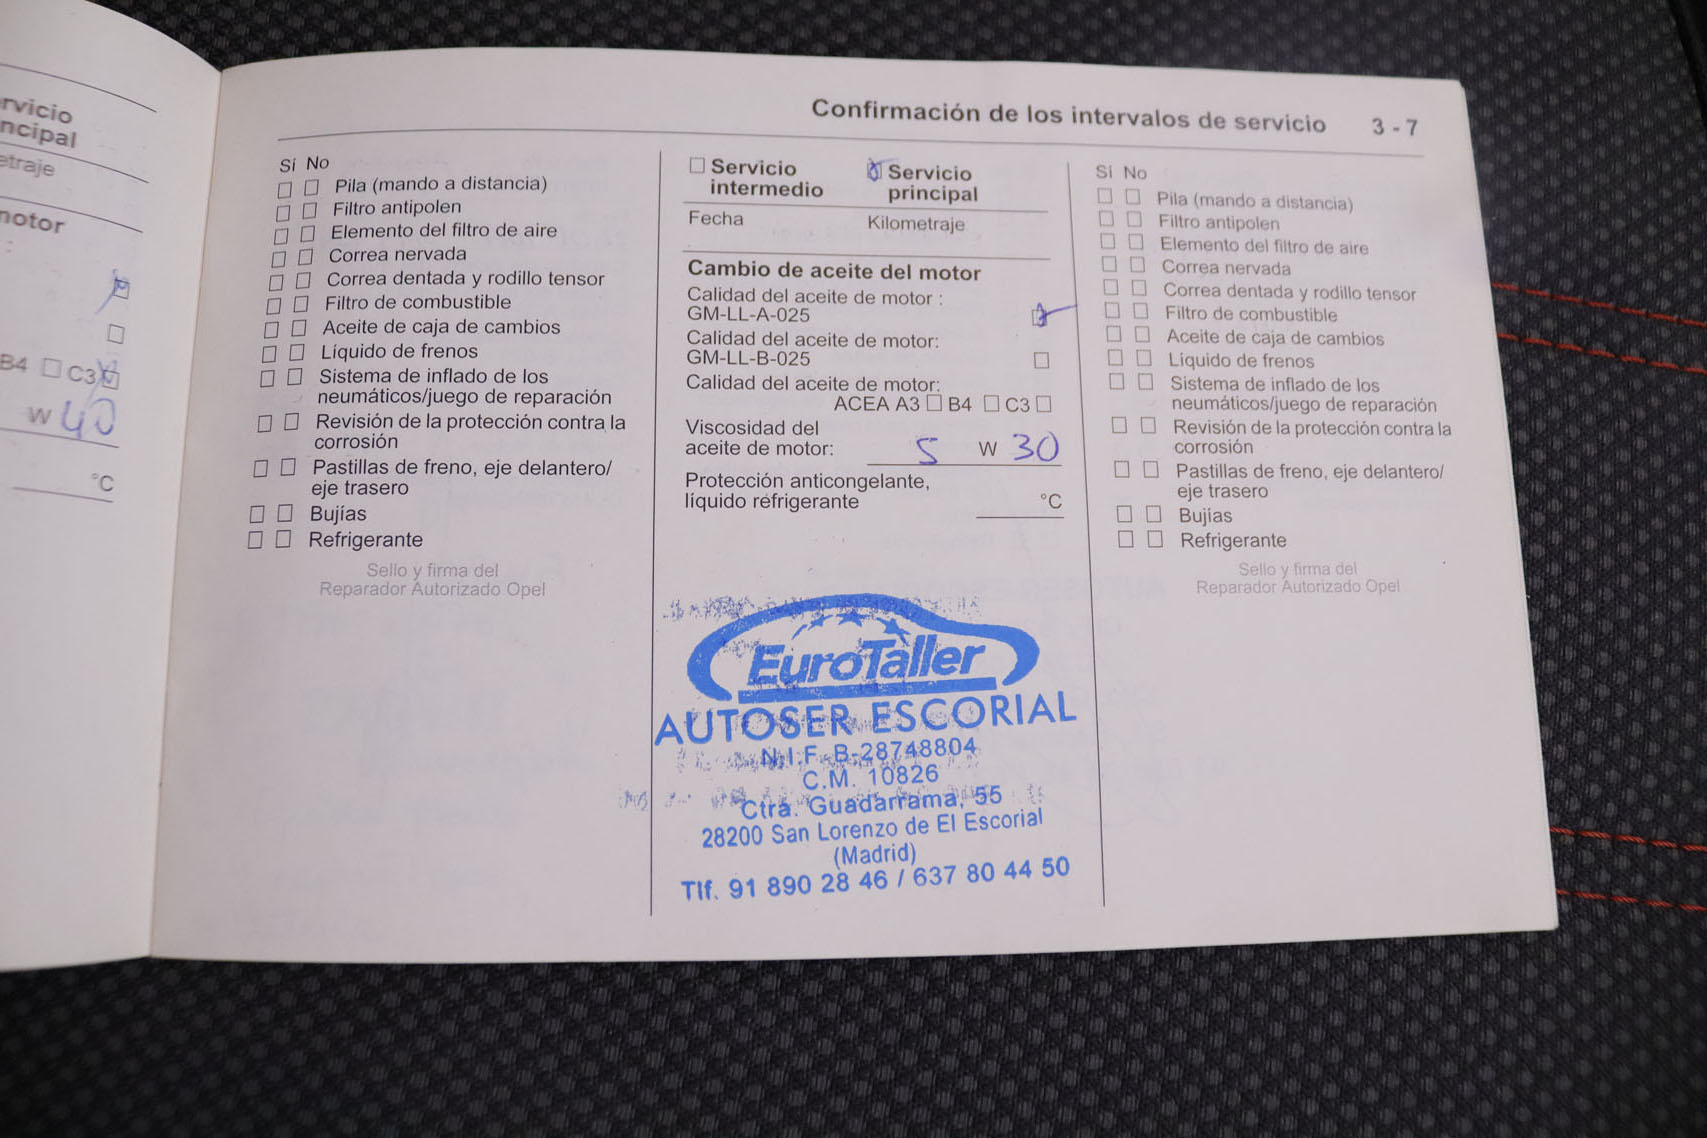 rvicio
ncipal
etraje
motor
:
B4 C3
W 40
°C
Confirmación de los intervalos de servicio 3 - 7
Sí No
Pila (mando a distancia)
Filtro antipolen
Elemento del filtro de aire
Correa nervada
Correa dentada y rodillo tensor
Filtro de combustible
Aceite de caja de cambios
Líquido de frenos
Sistema de inflado de los
neumáticos/juego de reparación
Revisión de la protección contra la
corrosión
Pastillas de freno, eje delantero/
eje trasero
Bujías
Refrigerante
Sello y firma del
Reparador Autorizado Opel
Servicio
intermedio
Servicio
principal
Fecha Kilometraje
Cambio de aceite del motor
Calidad del aceite de motor :
GM-LL-A-025
Calidad del aceite de motor:
GM-LL-B-025
Calidad del aceite de motor:
ACEA A3 B4 C3
Viscosidad del
aceite de motor: 5 W 30
Protección anticongelante,
líquido refrigerante °C
EuroTaller
AUTOSER ESCORIAL
N.I.F. B-28748804
C.M. 10826
Ctra. Guadarrama, 55
28200 San Lorenzo de El Escorial
(Madrid)
Tlf. 91 890 28 46 / 637 80 44 50
Sí No
Pila (mando a distancia)
Filtro antipolen
Elemento del filtro de aire
Correa nervada
Correa dentada y rodillo tensor
Filtro de combustible
Aceite de caja de cambios
Líquido de frenos
Sistema de inflado de los
neumáticos/juego de reparación
Revisión de la protección contra la
corrosión
Pastillas de freno, eje delantero/
eje trasero
Bujías
Refrigerante
Sello y firma del
Reparador Autorizado Opel